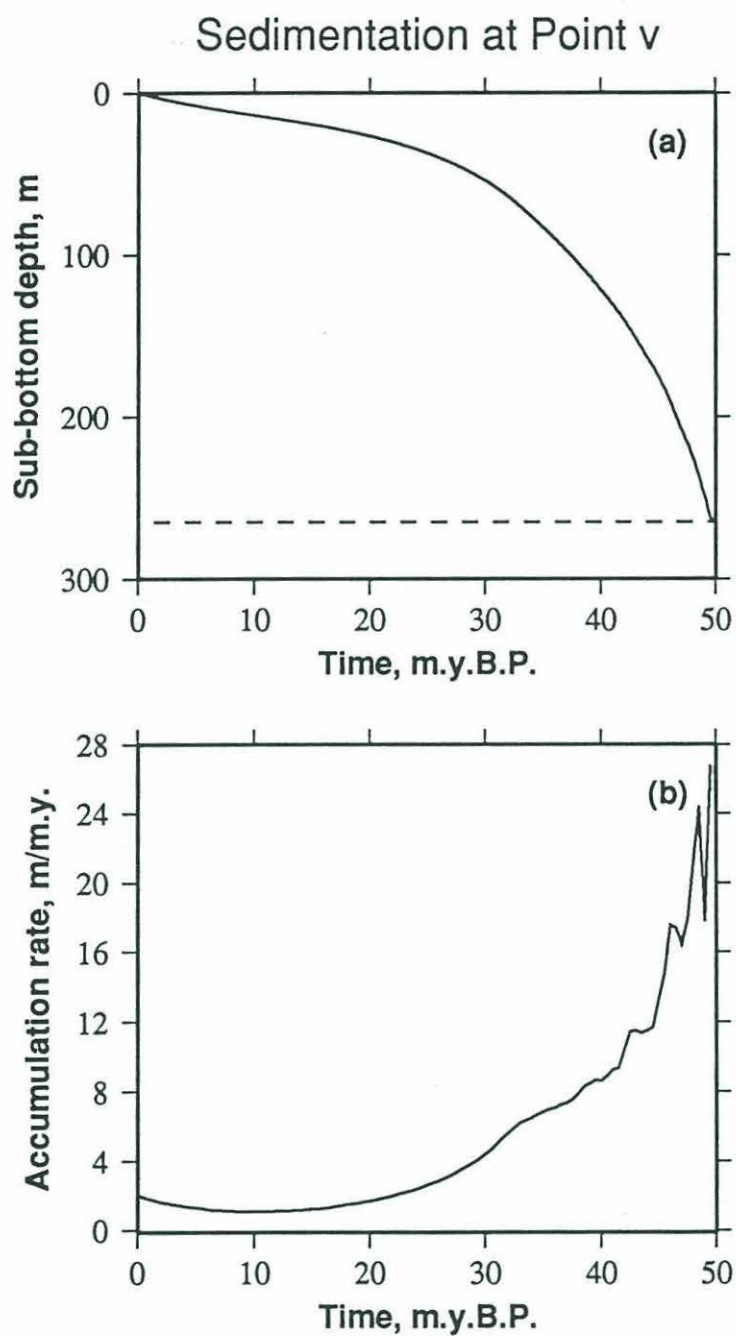 Sedimentation at Point v
(a)
Sub-bottom depth, m
0
100
200
300
0 10 20 30 40 50
Time, m.y.B.P.
(b)
Accumulation rate, m/m.y.
28
24
20
16
12
8
4
0
0 10 20 30 40 50
Time, m.y.B.P.